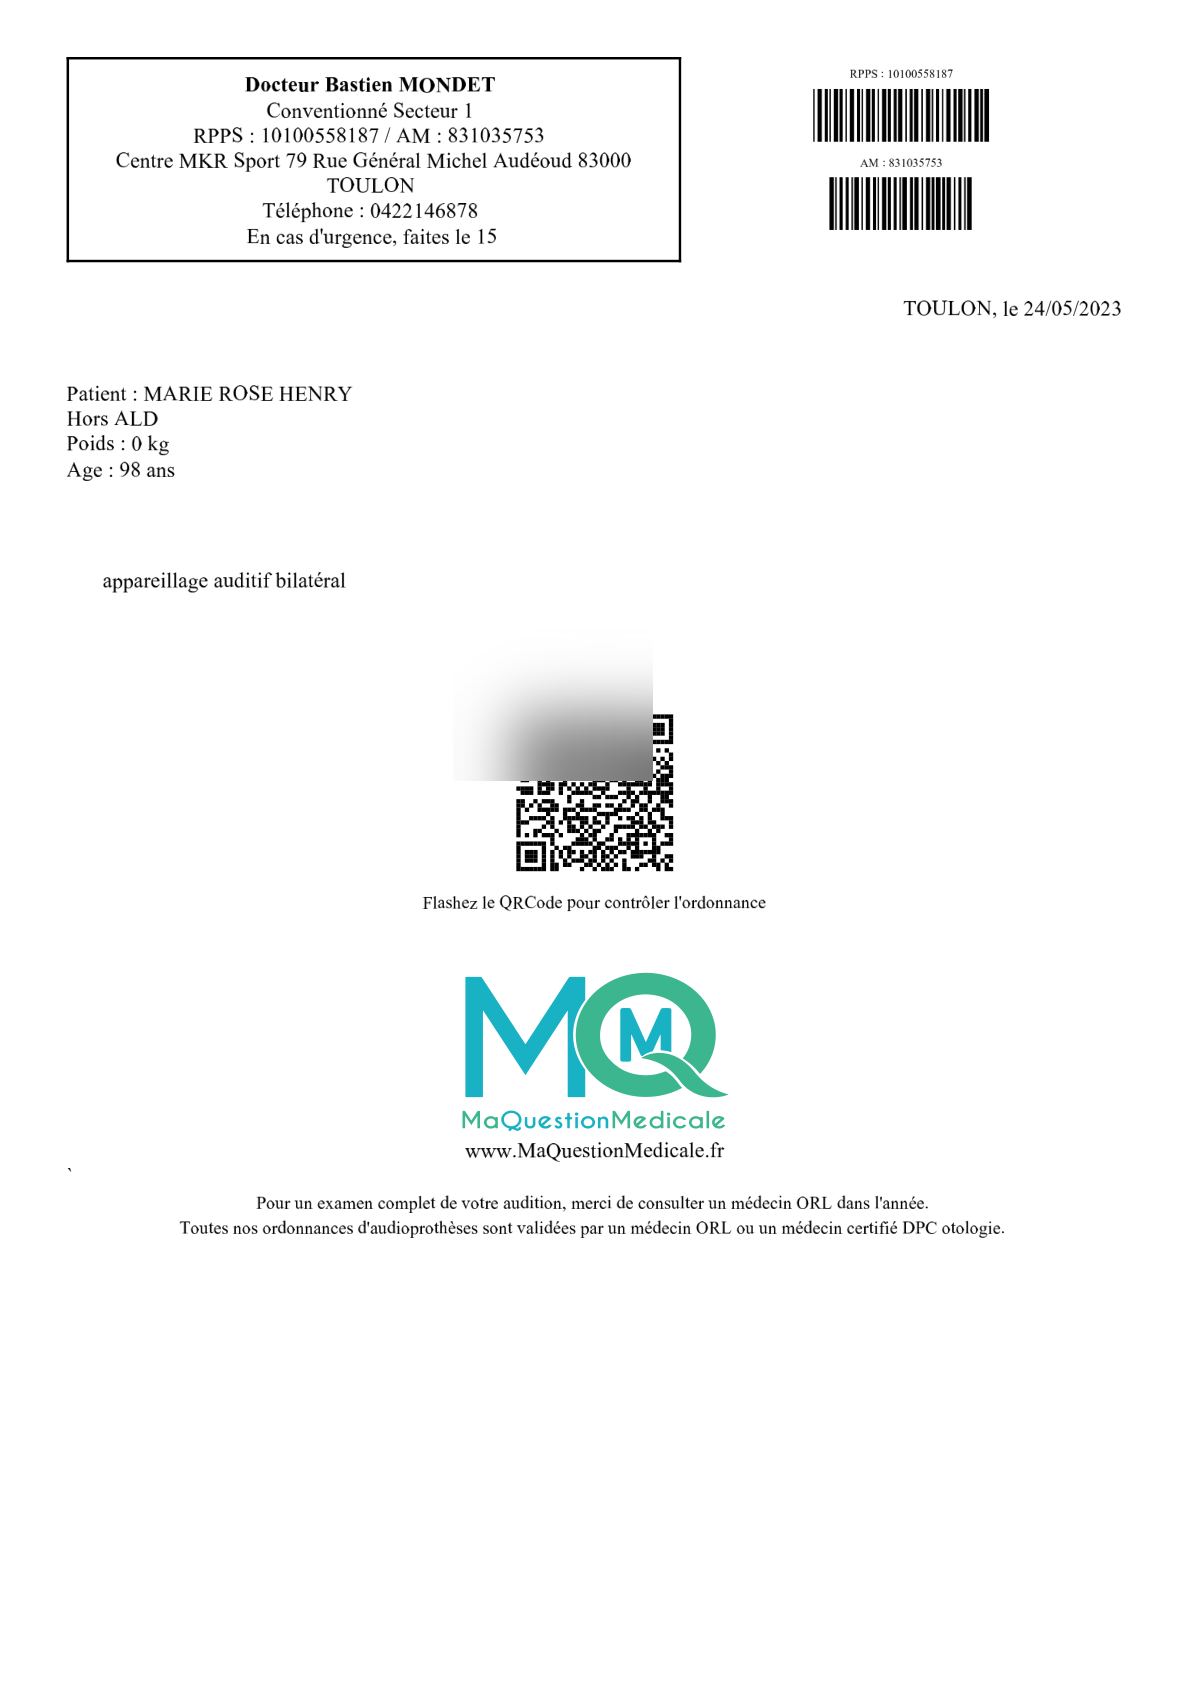 Docteur Bastien MONDET
Conventionné Secteur 1
RPPS : 10100558187 / AM : 831035753
Centre MKR Sport 79 Rue Général Michel Audéoud 83000
TOULON
Téléphone : 0422146878
En cas d'urgence, faites le 15
RPPS : 10100558187
AM : 831035753
TOULON, le 24/05/2023
Patient : MARIE ROSE HENRY
Hors ALD
Poids : 0 kg
Age : 98 ans
appareillage auditif bilatéral
Flashez le QRCode pour contrôler l'ordonnance
MQM
MaQuestionMedicale
www.MaQuestionMedicale.fr
`
Pour un examen complet de votre audition, merci de consulter un médecin ORL dans l'année.
Toutes nos ordonnances d'audioprothèses sont validées par un médecin ORL ou un médecin certifié DPC otologie.